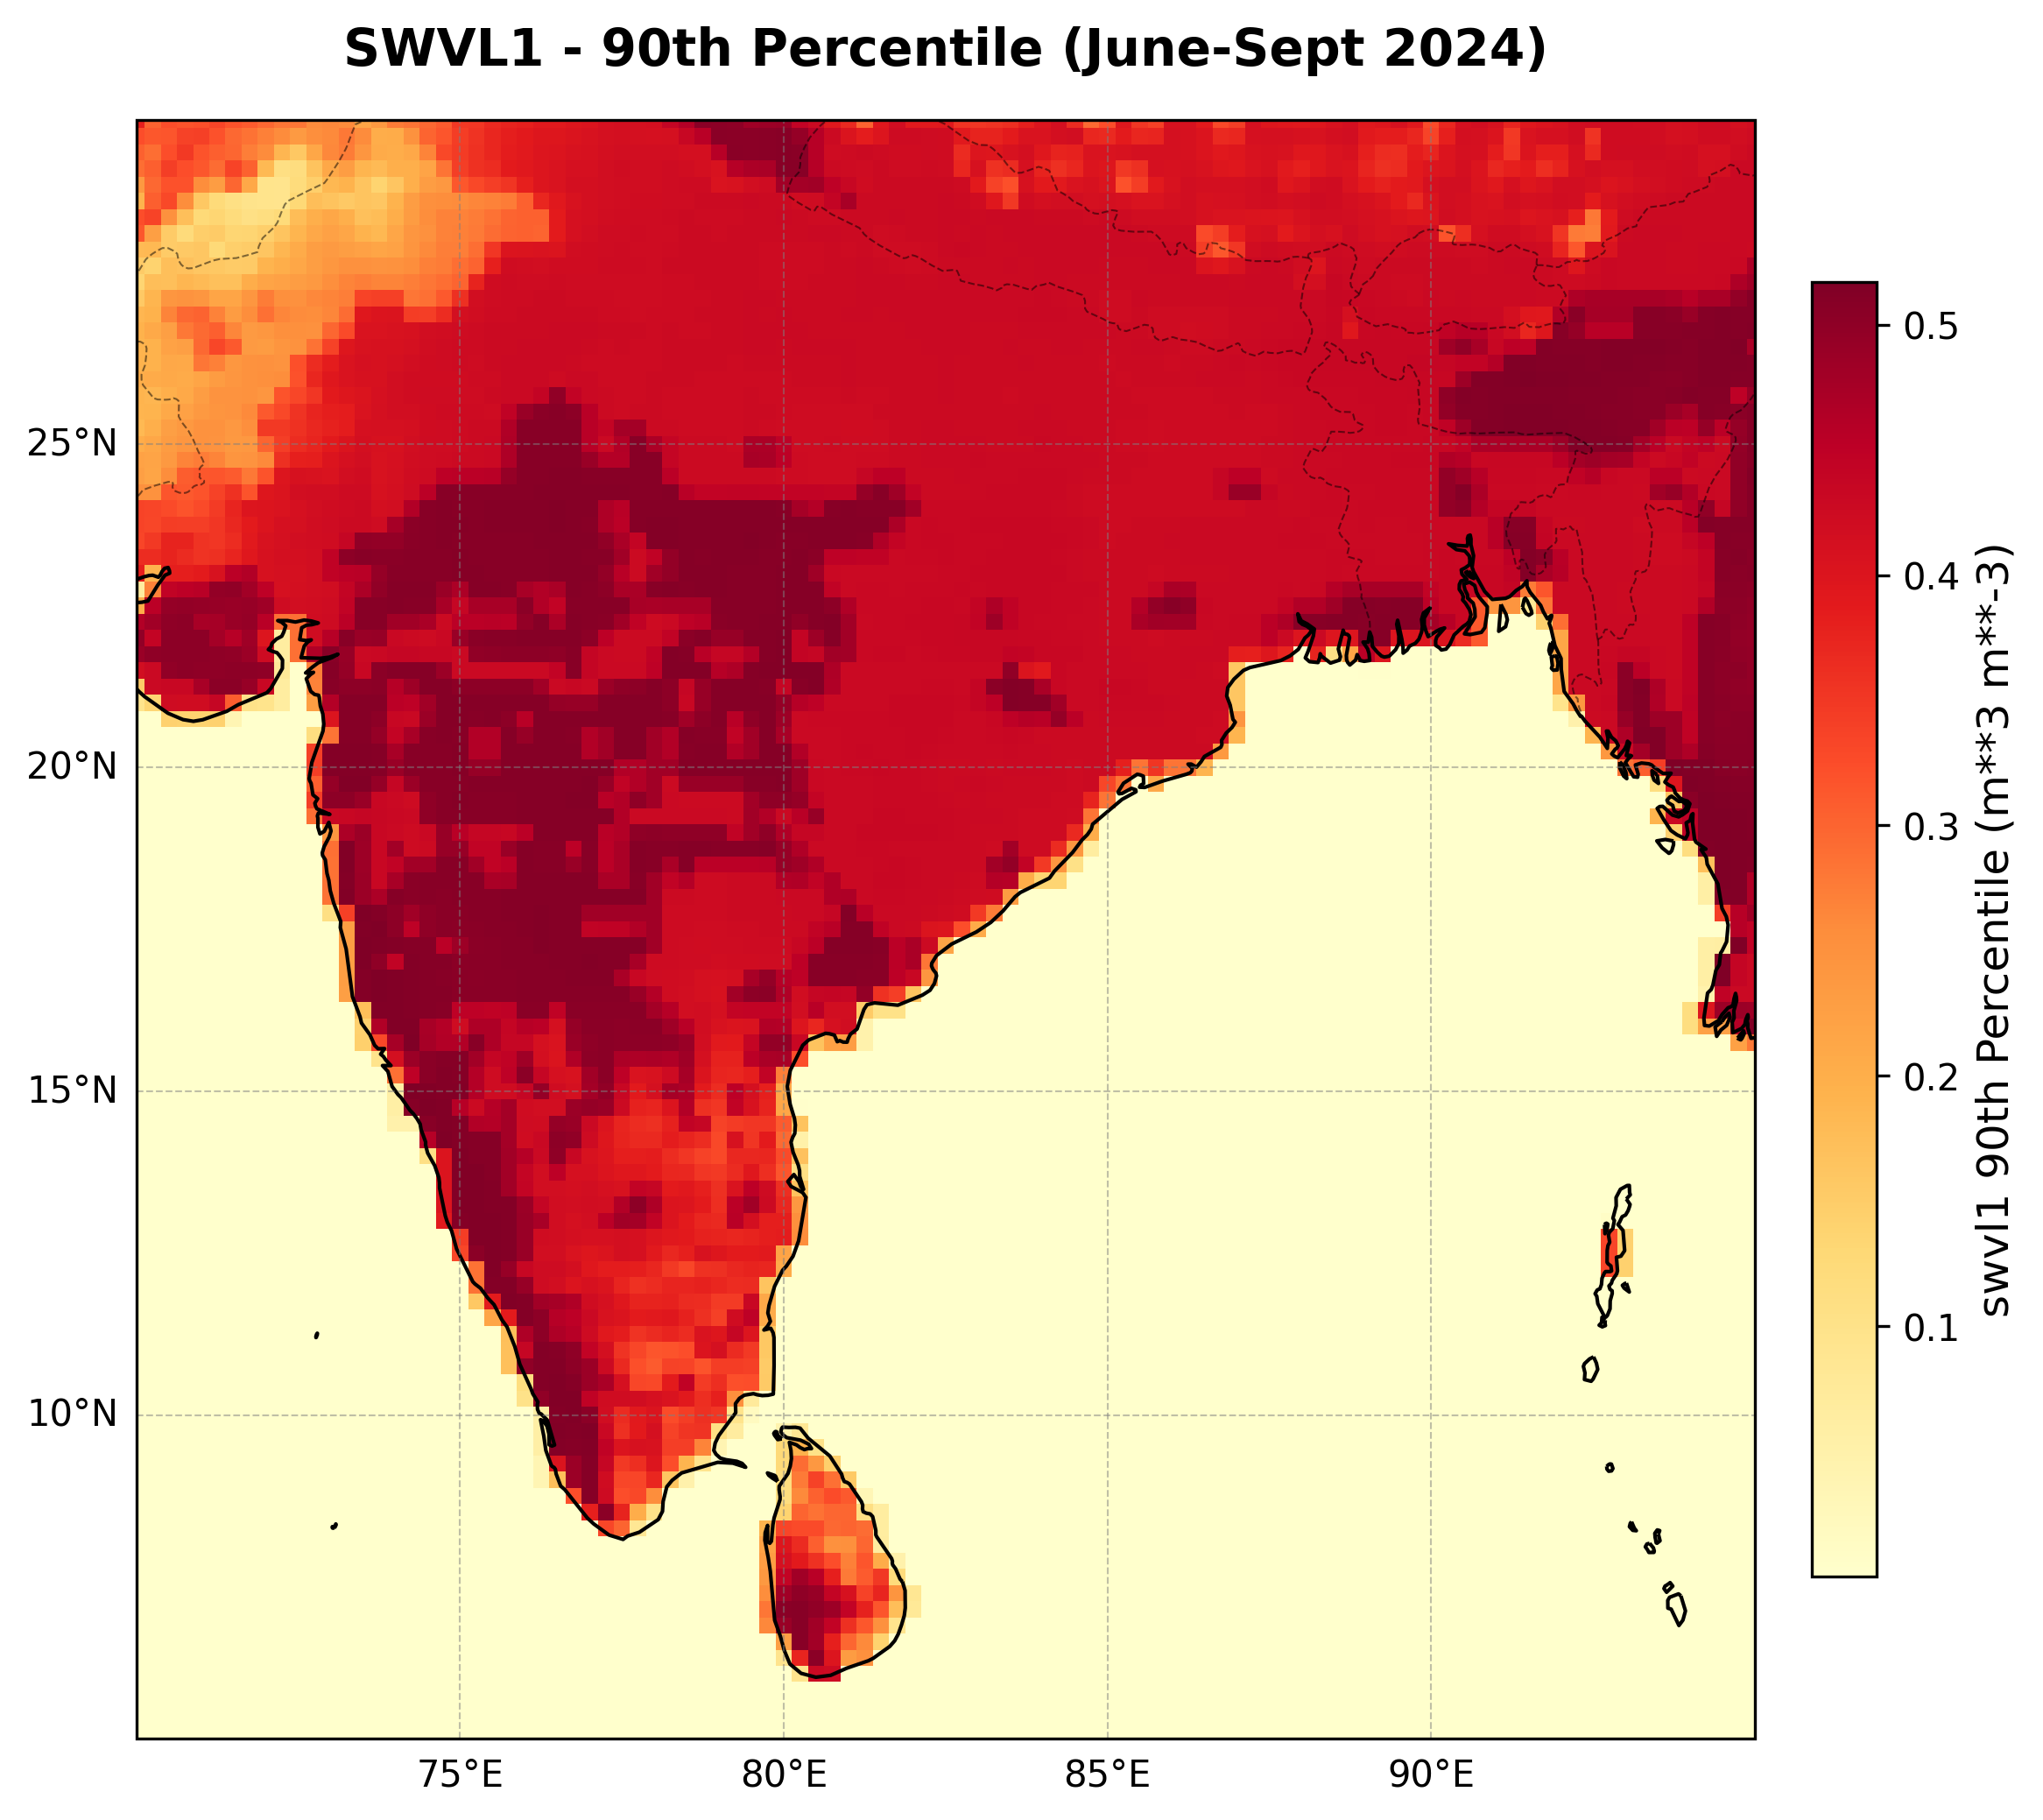 SWVL1 - 90th Percentile (June-Sept 2024)
25°N
20°N
15°N
10°N
75°E
80°E
85°E
90°E
0.5
0.4
0.3
0.2
0.1
swvl1 90th Percentile (m**3 m**-3)